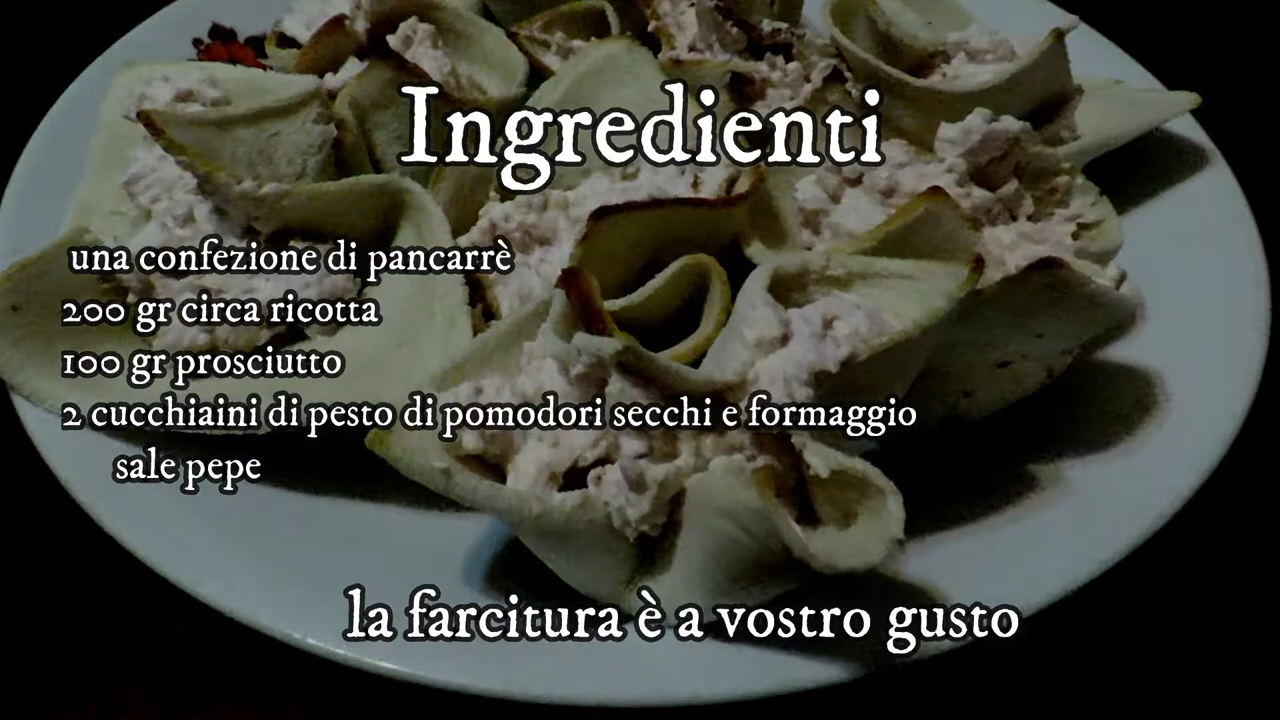 Ingredienti
una confezione di pancarrè
200 gr circa ricotta
100 gr prosciutto
2 cucchiaini di pesto di pomodori secchi e formaggio
sale pepe
la farcitura è a vostro gusto